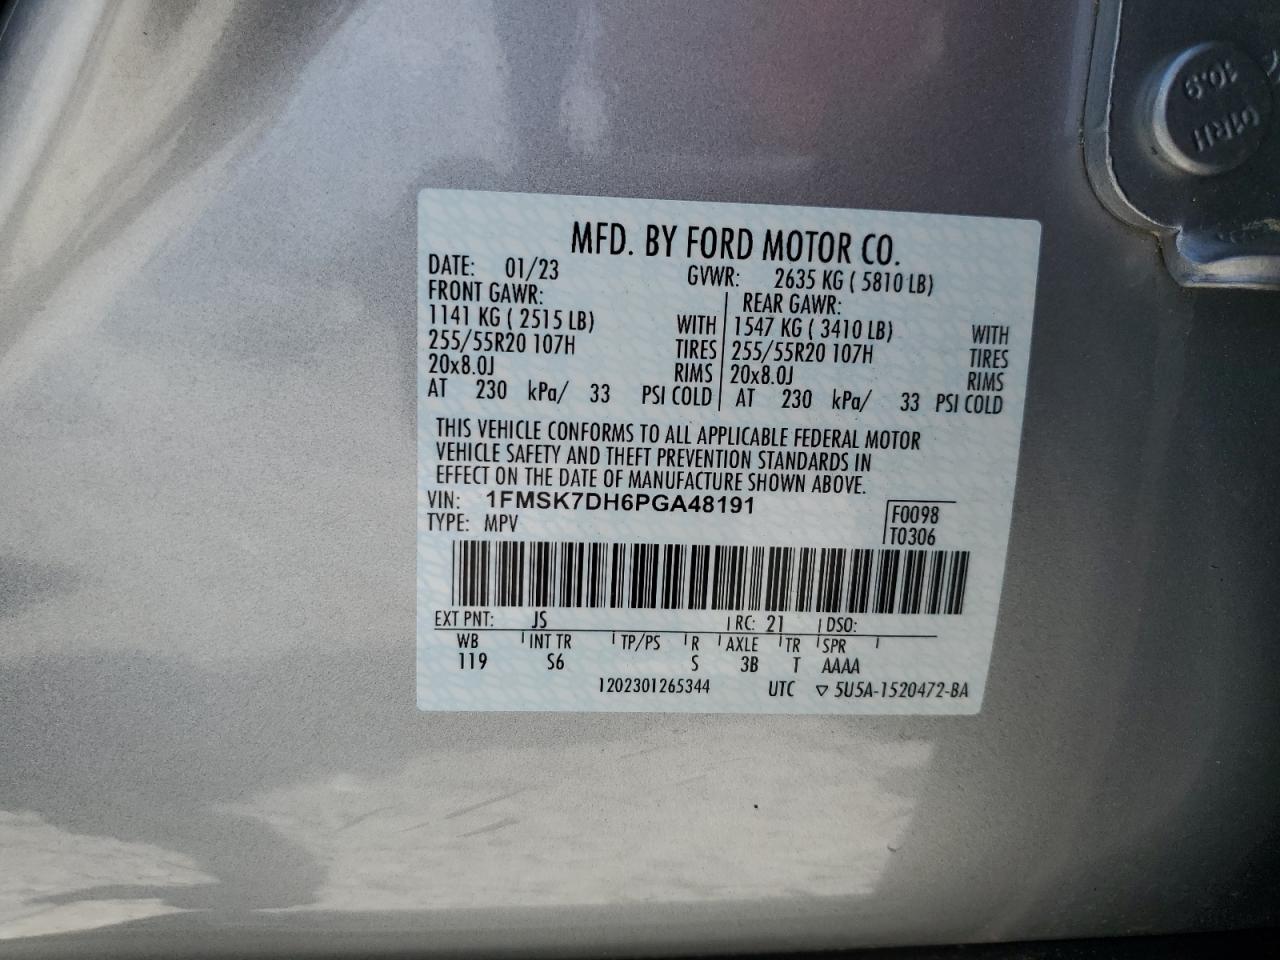 MFD. BY FORD MOTOR CO.
DATE: 01/23 GVWR: 2635 KG ( 5810 LB)
FRONT GAWR: REAR GAWR:
1141 KG ( 2515 LB) WITH 1547 KG ( 3410 LB) WITH
255/55R20 107H TIRES 255/55R20 107H TIRES
20x8.0J RIMS 20x8.0J RIMS
AT 230 kPa/ 33 PSI COLD AT 230 kPa/ 33 PSI COLD
THIS VEHICLE CONFORMS TO ALL APPLICABLE FEDERAL MOTOR
VEHICLE SAFETY AND THEFT PREVENTION STANDARDS IN
EFFECT ON THE DATE OF MANUFACTURE SHOWN ABOVE.
VIN: 1FMSK7DH6PGA48191 F0098
TYPE: MPV T0306
EXT PNT: JS RC: 21 DSO:
WB INT TR TP/PS R AXLE TR SPR
119 S6 S 3B T AAAA
1202301265344 UTC ▽ 5U5A-1520472-BA
10.9